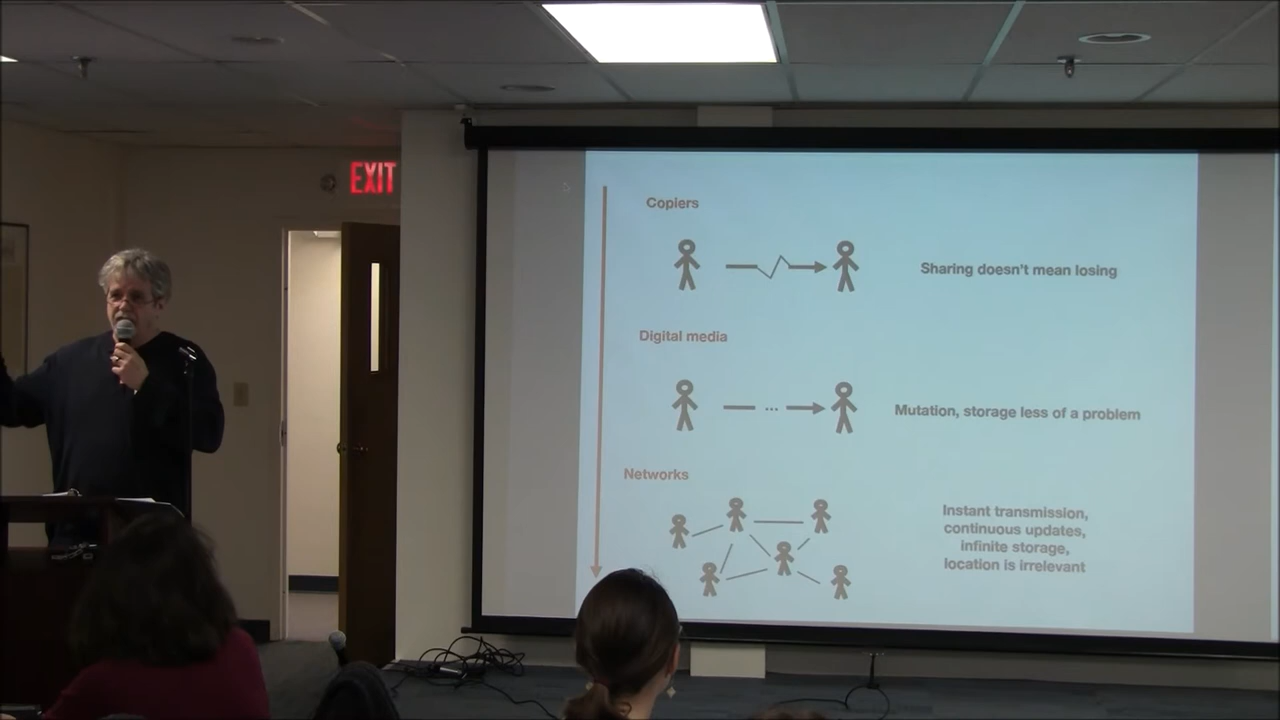 EXIT
Copiers
Sharing doesn't mean losing
Digital media
...
Mutation, storage less of a problem
Networks
Instant transmission,
continuous updates,
infinite storage,
location is irrelevant